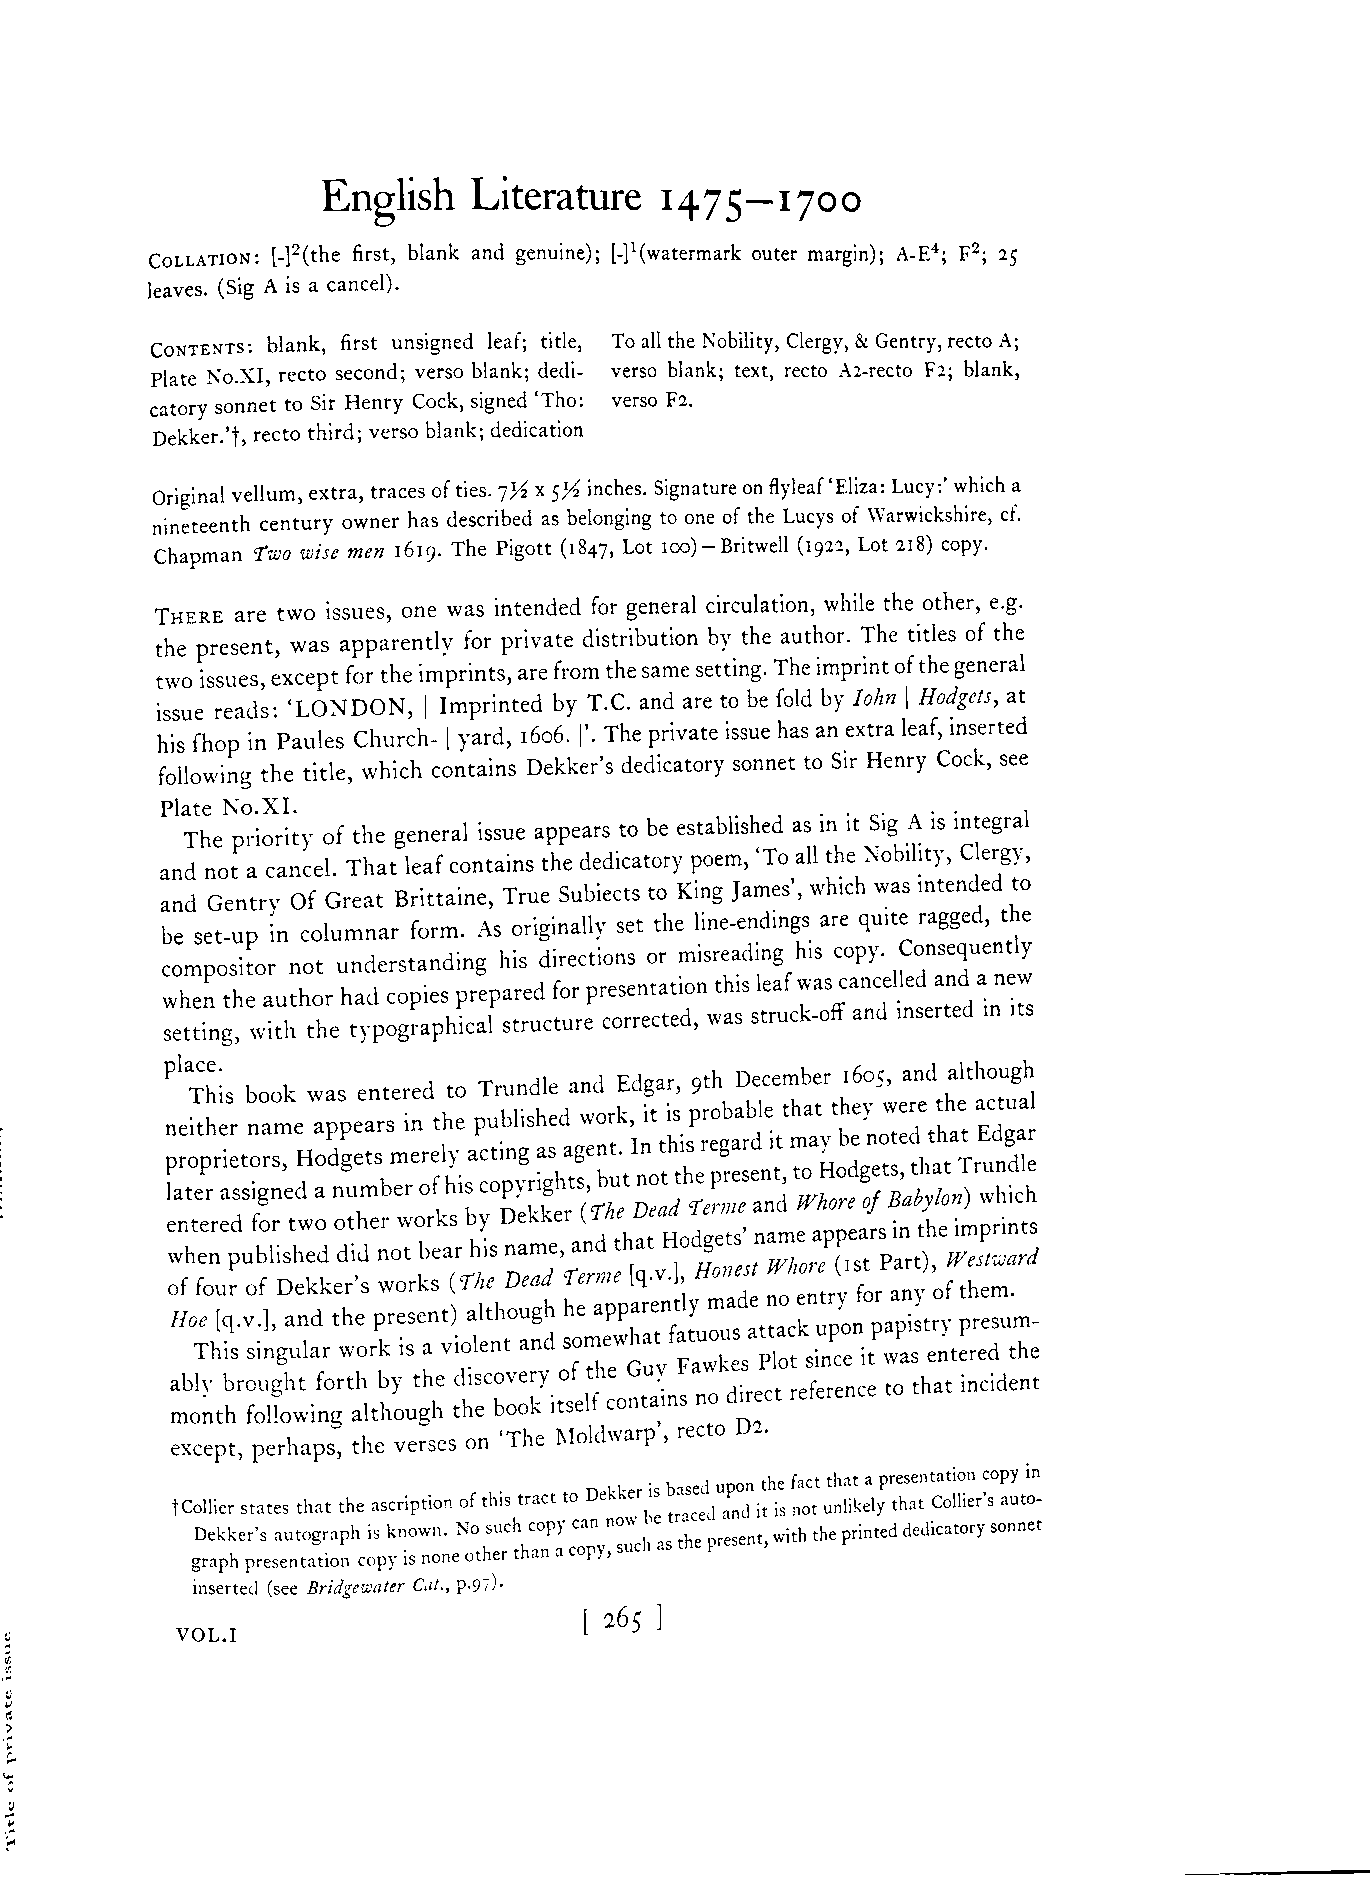 English Literature 1475–1700
COLLATION: [-]²(the first, blank and genuine); [-]¹(watermark outer margin); A-E⁴; F²; 25
leaves. (Sig A is a cancel).
CONTENTS: blank, first unsigned leaf; title,
Plate No.XI, recto second; verso blank; dedi-
catory sonnet to Sir Henry Cock, signed ‘Tho:
Dekker.’†, recto third; verso blank; dedication
To all the Nobility, Clergy, & Gentry, recto A;
verso blank; text, recto A2-recto F2; blank,
verso F2.
Original vellum, extra, traces of ties. 7½ x 5½ inches. Signature on flyleaf ‘Eliza: Lucy:’ which a
nineteenth century owner has described as belonging to one of the Lucys of Warwickshire, cf.
Chapman Two wise men 1619. The Pigott (1847, Lot 100)—Britwell (1922, Lot 218) copy.
THERE are two issues, one was intended for general circulation, while the other, e.g.
the present, was apparently for private distribution by the author. The titles of the
two issues, except for the imprints, are from the same setting. The imprint of the general
issue reads: ‘LONDON, | Imprinted by T.C. and are to be ſold by Iohn | Hodgets, at
his ſhop in Paules Church- | yard, 1606. |’. The private issue has an extra leaf, inserted
following the title, which contains Dekker’s dedicatory sonnet to Sir Henry Cock, see
Plate No.XI.
The priority of the general issue appears to be established as in it Sig A is integral
and not a cancel. That leaf contains the dedicatory poem, ‘To all the Nobility, Clergy,
and Gentry Of Great Brittaine, True Subiects to King James’, which was intended to
be set-up in columnar form. As originally set the line-endings are quite ragged, the
compositor not understanding his directions or misreading his copy. Consequently
when the author had copies prepared for presentation this leaf was cancelled and a new
setting, with the typographical structure corrected, was struck-off and inserted in its
place.
This book was entered to Trundle and Edgar, 9th December 1605, and although
neither name appears in the published work, it is probable that they were the actual
proprietors, Hodgets merely acting as agent. In this regard it may be noted that Edgar
later assigned a number of his copyrights, but not the present, to Hodgets, that Trundle
entered for two other works by Dekker (The Dead Terme and Whore of Babylon) which
when published did not bear his name, and that Hodgets’ name appears in the imprints
of four of Dekker’s works (The Dead Terme [q.v.], Honest Whore (1st Part), Westward
Hoe [q.v.], and the present) although he apparently made no entry for any of them.
This singular work is a violent and somewhat fatuous attack upon papistry presum-
ably brought forth by the discovery of the Guy Fawkes Plot since it was entered the
month following although the book itself contains no direct reference to that incident
except, perhaps, the verses on ‘The Moldwarp’, recto D2.
†Collier states that the ascription of this tract to Dekker is based upon the fact that a presentation copy in
Dekker’s autograph is known. No such copy can now be traced and it is not unlikely that Collier’s auto-
graph presentation copy is none other than a copy, such as the present, with the printed dedicatory sonnet
inserted (see Bridgewater Cat., p.97).
VOL.I
[ 265 ]
Title of private issue